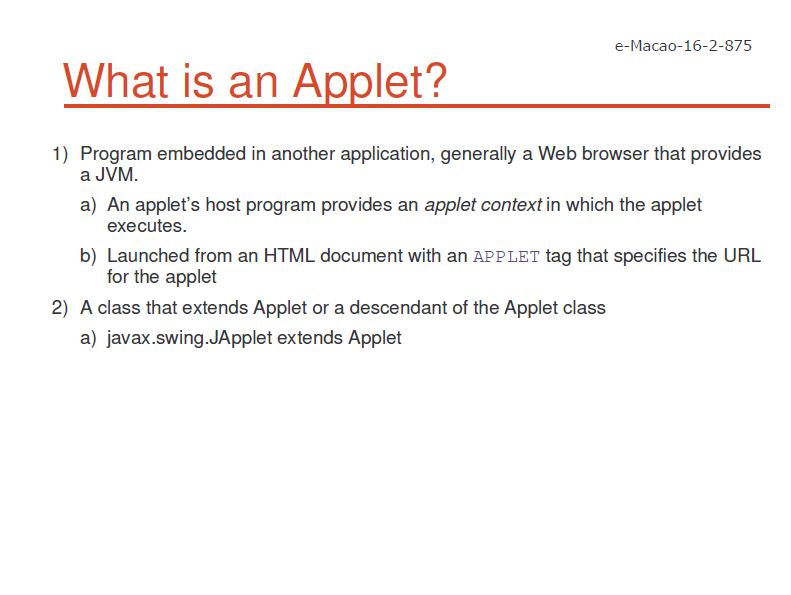 e-Macao-16-2-875
What is an Applet?
1) Program embedded in another application, generally a Web browser that provides
a JVM.
a) An applet's host program provides an applet context in which the applet
executes.
b) Launched from an HTML document with an APPLET tag that specifies the URL
for the applet
2) A class that extends Applet or a descendant of the Applet class
a) javax.swing.JApplet extends Applet